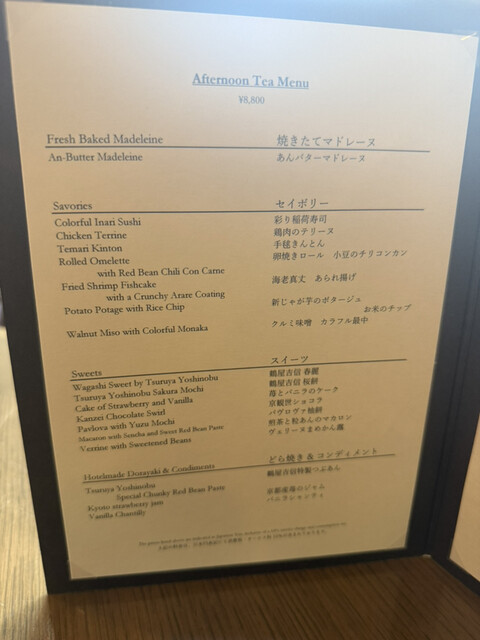 Afternoon Tea Menu
¥8,800
Fresh Baked Madeleine 焼きたてマドレーヌ
An-Butter Madeleine あんバターマドレーヌ
Savories セイボリー
Colorful Inari Sushi 彩り稲荷寿司
Chicken Terrine 鶏肉のテリーヌ
Temari Kinton 手毬きんとん
Rolled Omelette 卵焼きロール 小豆のチリコンカン
with Red Bean Chili Con Carne
Fried Shrimp Fishcake 海老真丈 あられ揚げ
with a Crunchy Arare Coating
Potato Potage with Rice Chip 新じゃが芋のポタージュ
お米のチップ
Walnut Miso with Colorful Monaka クルミ味噌 カラフル最中
Sweets スイーツ
Wagashi Sweet by Tsuruya Yoshinobu 鶴屋吉信 春麗
Tsuruya Yoshinobu Sakura Mochi 鶴屋吉信 桜餅
Cake of Strawberry and Vanilla 苺とバニラのケーク
Kanzei Chocolate Swirl 京観世ショコラ
Pavlova with Yuzu Mochi パヴロヴァ柚餅
Macaron with Sencha and Sweet Red Bean Paste 煎茶と粒あんのマカロン
Verrine with Sweetened Beans ヴェリーヌまめかん風
Hotelmade Dorayaki & Condiments どら焼き & コンディメント
Tsuruya Yoshinobu 鶴屋吉信特製つぶあん
Special Chunky Red Bean Paste
Kyoto strawberry jam 京都産苺のジャム
Vanilla Chantilly バニラシャンティ